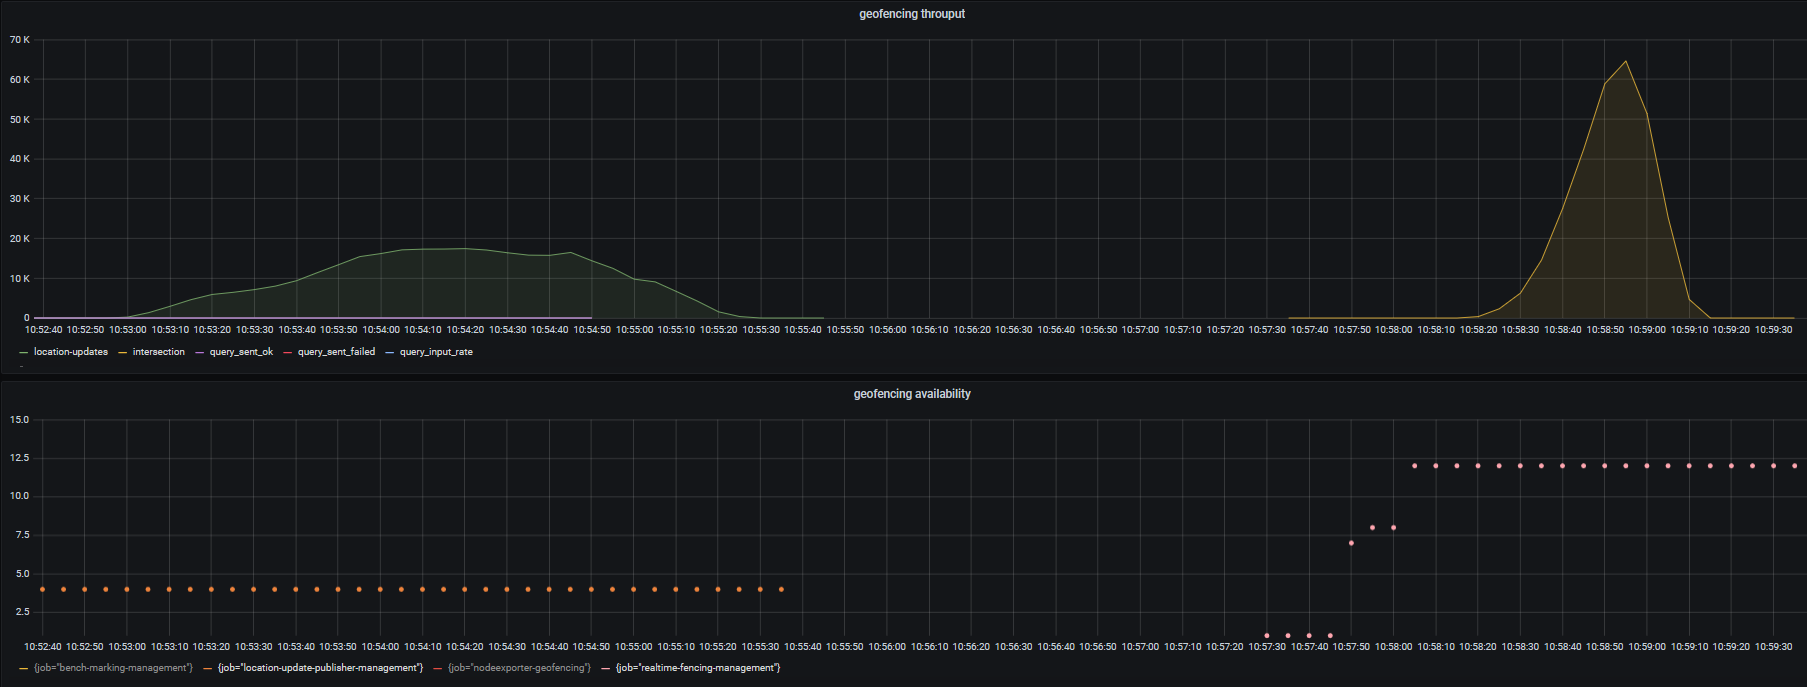 geofencing throuput
70 K
60 K
50 K
40 K
30 K
20 K
10 K
0
10:52:40 10:52:50 10:53:00 10:53:10 10:53:20 10:53:30 10:53:40 10:53:50 10:54:00 10:54:10 10:54:20 10:54:30 10:54:40 10:54:50 10:55:00 10:55:10 10:55:20 10:55:30 10:55:40 10:55:50 10:56:00 10:56:10 10:56:20 10:56:30 10:56:40 10:56:50 10:57:00 10:57:10 10:57:20 10:57:30 10:57:40 10:57:50 10:58:00 10:58:10 10:58:20 10:58:30 10:58:40 10:58:50 10:59:00 10:59:10 10:59:20 10:59:30
location-updates intersection query_sent_ok query_sent_failed query_input_rate
geofencing availability
15.0
12.5
10.0
7.5
5.0
2.5
10:52:40 10:52:50 10:53:00 10:53:10 10:53:20 10:53:30 10:53:40 10:53:50 10:54:00 10:54:10 10:54:20 10:54:30 10:54:40 10:54:50 10:55:00 10:55:10 10:55:20 10:55:30 10:55:40 10:55:50 10:56:00 10:56:10 10:56:20 10:56:30 10:56:40 10:56:50 10:57:00 10:57:10 10:57:20 10:57:30 10:57:40 10:57:50 10:58:00 10:58:10 10:58:20 10:58:30 10:58:40 10:58:50 10:59:00 10:59:10 10:59:20 10:59:30
{job="bench-marking-management"} {job="location-update-publisher-management"} {job="nodeexporter-geofencing"} {job="realtime-fencing-management"}